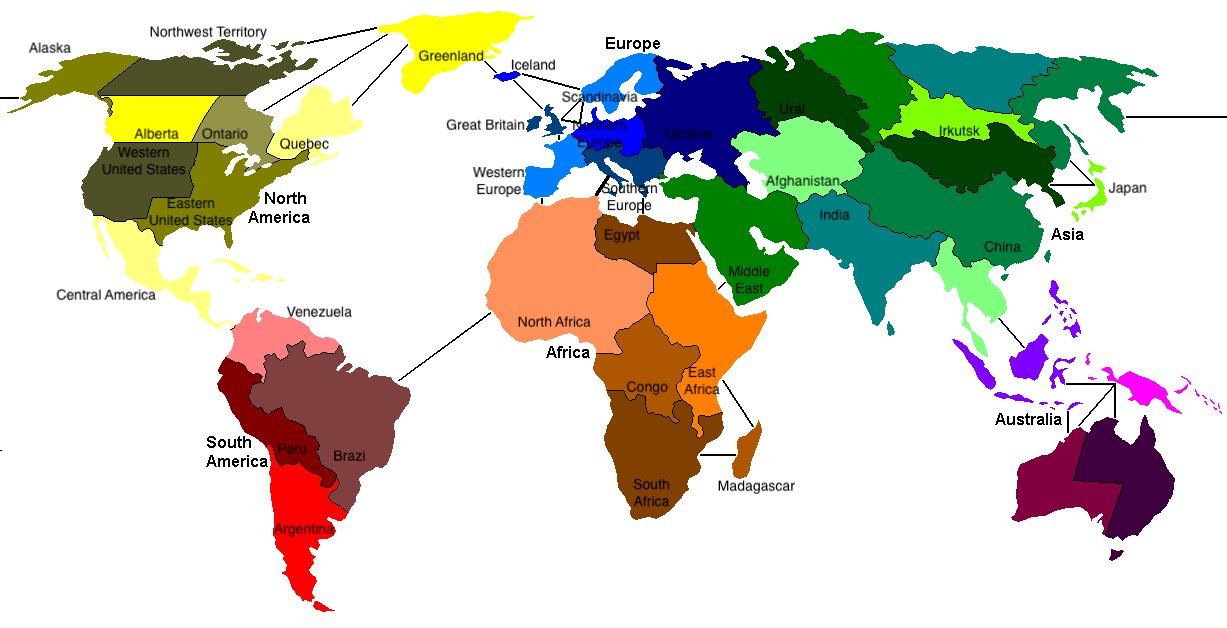 Northwest Territory
Alaska
Greenland
Europe
Iceland
Scandinavia
Great Britain
Northern
Europe
Ukraine
Ural
Irkutsk
Alberta
Ontario
Quebec
Western
United States
Western
Europe
Southern
Europe
Afghanistan
Japan
North
America
Eastern
United States
Egypt
India
China
Asia
Middle
East
Central America
Venezuela
North Africa
Africa
Congo
East
Africa
Australia
South
America
Peru
Brazi
South
Africa
Madagascar
Argentina